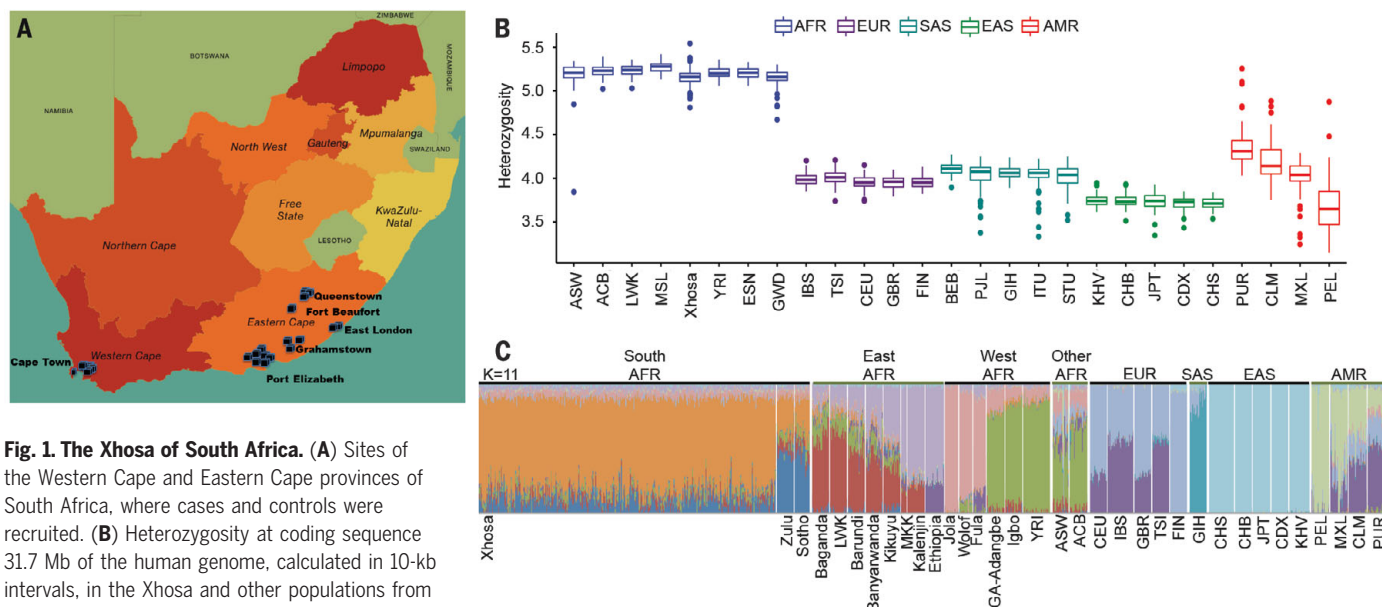 A
ZIMBABWE
BOTSWANA
MOZAMBIQUE
Limpopo
NAMIBIA
Mpumalanga
North West
Gauteng
SWAZILAND
Free
State
KwaZulu-
Natal
Northern Cape
LESOTHO
Queenstown
Fort Beaufort
Eastern Cape
East London
Grahamstown
Cape Town
Western Cape
Port Elizabeth
Fig. 1. The Xhosa of South Africa. (A) Sites of
the Western Cape and Eastern Cape provinces of
South Africa, where cases and controls were
recruited. (B) Heterozygosity at coding sequence
31.7 Mb of the human genome, calculated in 10-kb
intervals, in the Xhosa and other populations from
B
AFR EUR SAS EAS AMR
Heterozygosity
5.5
5.0
4.5
4.0
3.5
ASW ACB LWK MSL Xhosa YRI ESN GWD IBS TSI CEU GBR FIN BEB PJL GIH ITU STU KHV CHB JPT CDX CHS PUR CLM MXL PEL
C
South East West Other
K=11 AFR AFR AFR AFR EUR SAS EAS AMR
Xhosa Zulu Sotho Baganda LWK Barundi Banyarwanda Kikuyu MKK Kalenjin Ethiopia Jola Wolof Fula GA-Adangbe Igbo YRI ASW ACB CEU IBS GBR TSI FIN GIH CHS CHB JPT CDX KHV PEL MXL CLM PUR